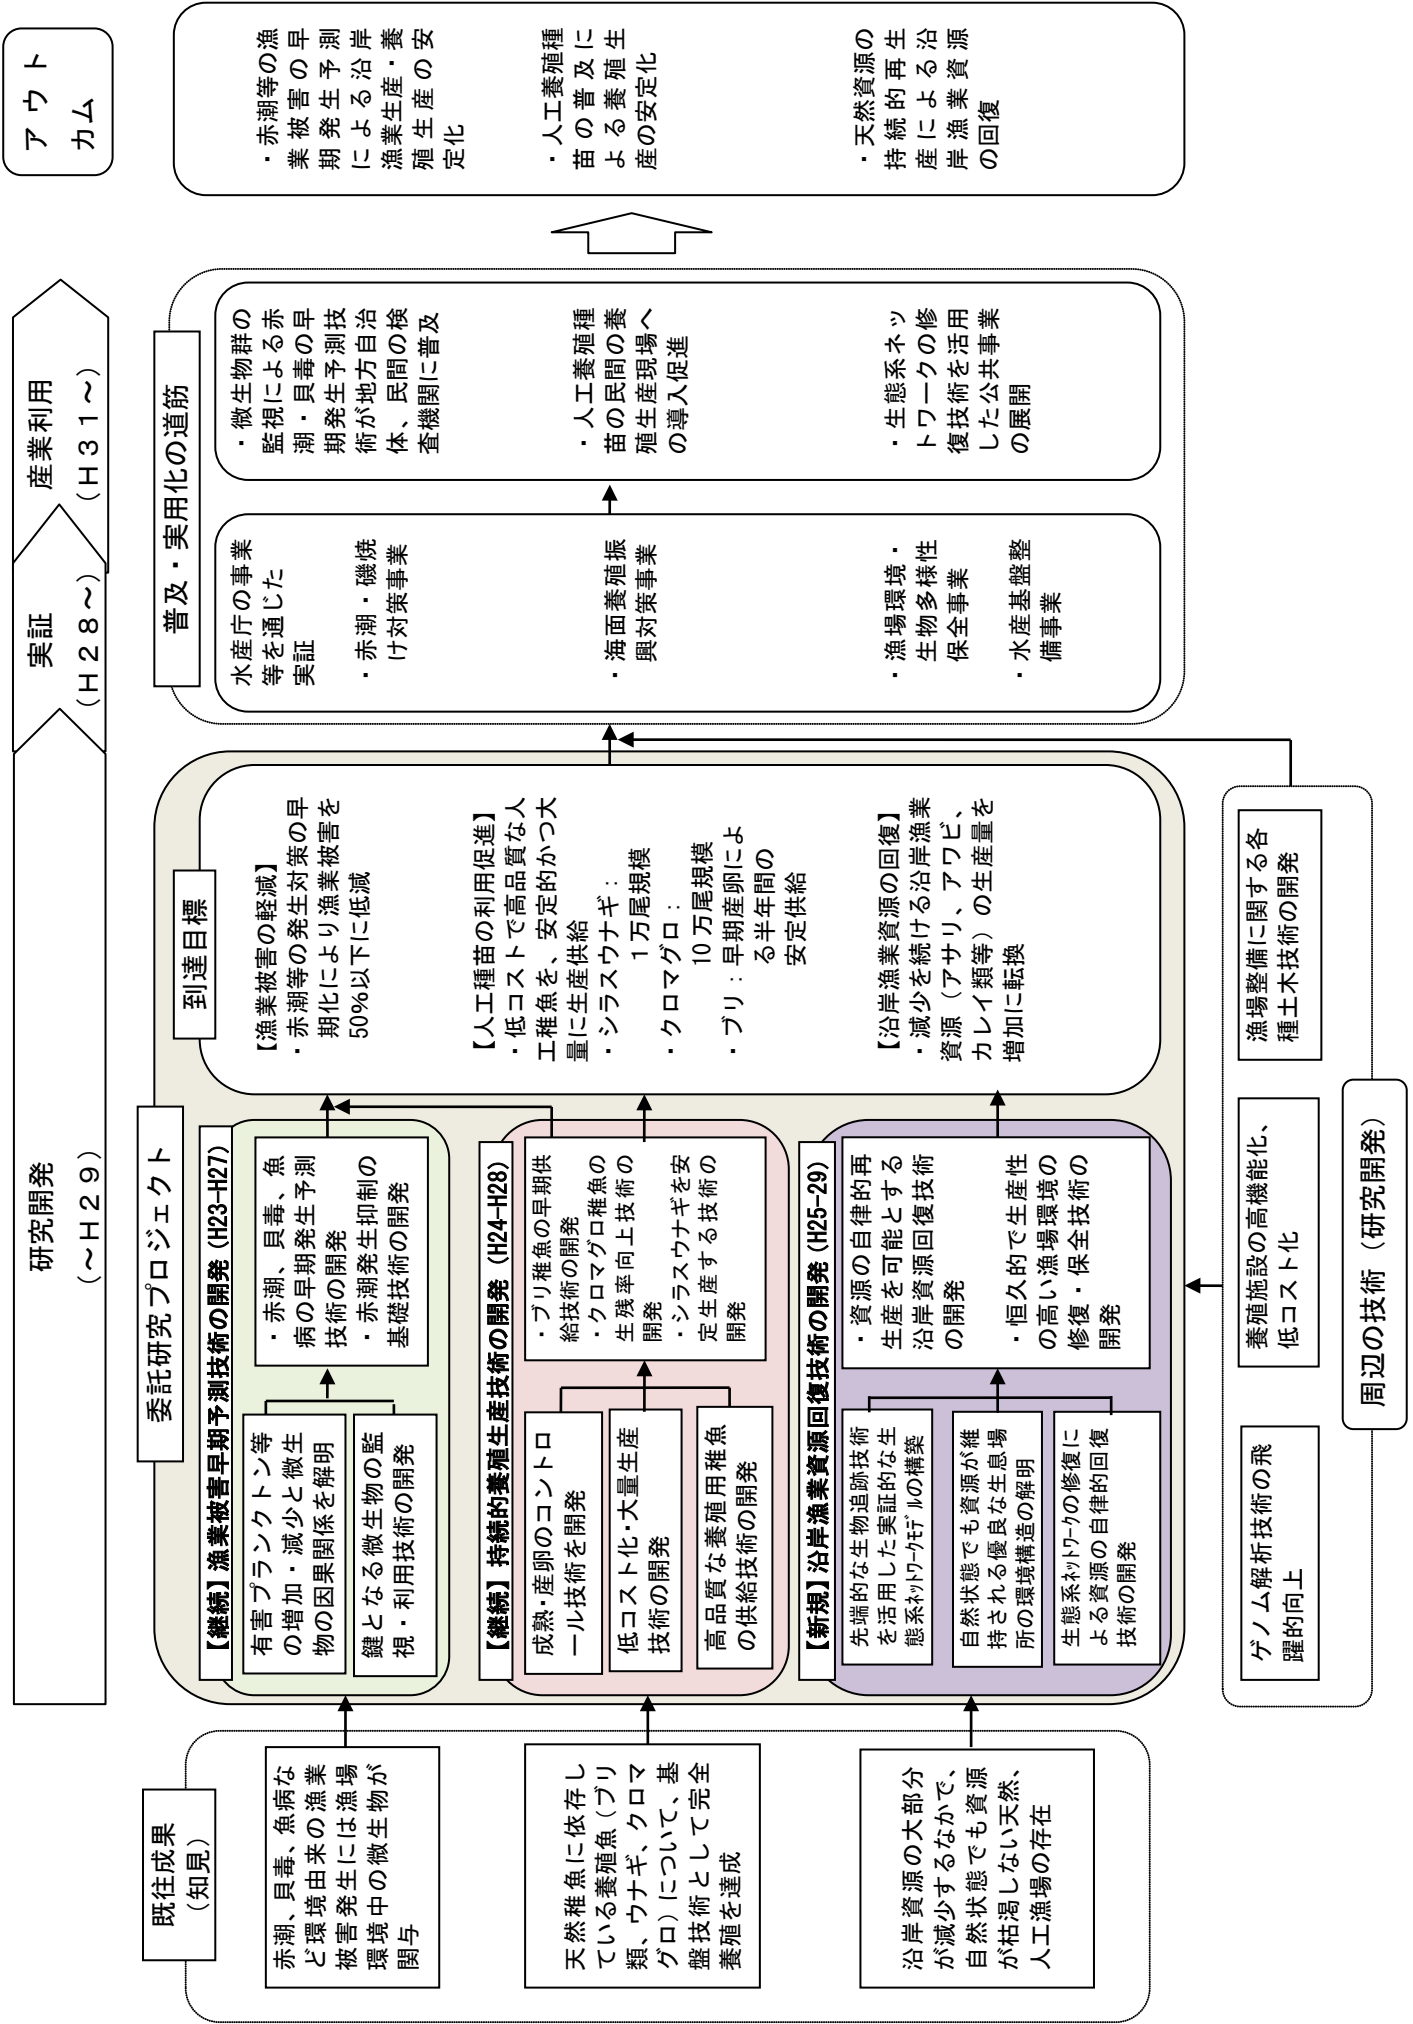 研究開発
（～Ｈ２９）
実証
（Ｈ２８～）
産業利用
（Ｈ３１～）
アウト
カム
既往成果
（知見）
赤潮、貝毒、魚病な
ど環境由来の漁業
被害発生には漁場
環境中の微生物が
関与
天然稚魚に依存し
ている養殖魚（ブリ
類、ウナギ、クロマ
グロ）について、基
盤技術として完全
養殖を達成
沿岸資源の大部分
が減少するなかで、
自然状態でも資源
が枯渇しない天然、
人工漁場の存在
委託研究プロジェクト
【継続】漁業被害早期予測技術の開発（H23-H27）
有害プランクトン等
の増加・減少と微生
物の因果関係を解明
鍵となる微生物の監
視・利用技術の開発
・赤潮、貝毒、魚
病の早期発生予測
技術の開発
・赤潮発生抑制の
基礎技術の開発
【継続】持続的養殖生産技術の開発（H24-H28）
成熟・産卵のコントロ
ール技術を開発
低コスト化・大量生産
技術の開発
高品質な養殖用稚魚
の供給技術の開発
・ブリ稚魚の早期供
給技術の開発
・クロマグロ稚魚の
生残率向上技術の
開発
・シラスウナギを安
定生産する技術の
開発
【新規】沿岸漁業資源回復技術の開発（H25-29）
先端的な生物追跡技術
を活用した実証的な生
態系ﾈｯﾄﾜｰｸﾓﾃﾞﾙの構築
自然状態でも資源が維
持される優良な生息場
所の環境構造の解明
生態系ﾈｯﾄﾜｰｸの修復に
よる資源の自律的回復
技術の開発
・資源の自律的再
生産を可能とする
沿岸資源回復技術
の開発
・恒久的で生産性
の高い漁場環境の
修復・保全技術の
開発
到達目標
【漁業被害の軽減】
・赤潮等の発生対策の早
期化により漁業被害を
50%以下に低減
【人工種苗の利用促進】
・低コストで高品質な人
工稚魚を、安定的かつ大
量に生産供給
・シラスウナギ：
１万尾規模
・クロマグロ：
10万尾規模
・ブリ：早期産卵によ
る半年間の
安定供給
【沿岸漁業資源の回復】
・減少を続ける沿岸漁業
資源（アサリ、アワビ、
カレイ類等）の生産量を
増加に転換
普及・実用化の道筋
水産庁の事業
等を通じた
実証
・赤潮・磯焼
け対策事業
・海面養殖振
興対策事業
・漁場環境・
生物多様性
保全事業
・水産基盤整
備事業
・微生物群の
監視による赤
潮・貝毒の早
期発生予測技
術が地方自治
体、民間の検
査機関に普及
・人工養殖種
苗の民間の養
殖生産現場へ
の導入促進
・生態系ネッ
トワークの修
復技術を活用
した公共事業
の展開
・赤潮等の漁
業被害の早
期発生予測
による沿岸
漁業生産・養
殖生産の安
定化
・人工養殖種
苗の普及に
よる養殖生
産の安定化
・天然資源の
持続的再生
産による沿
岸漁業資源
の回復
ゲノム解析技術の飛
躍的向上
養殖施設の高機能化、
低コスト化
漁場整備に関する各
種土木技術の開発
周辺の技術（研究開発）